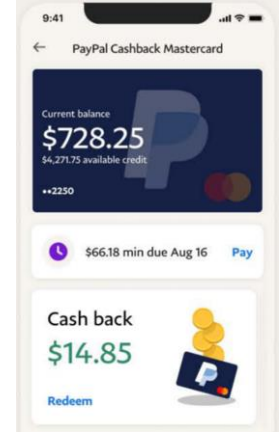 9:41
PayPal Cashback Mastercard
Current balance
$728.25
$4,271.75 available credit
••2250
$66.18 min due Aug 16 Pay
Cash back
$14.85
Redeem